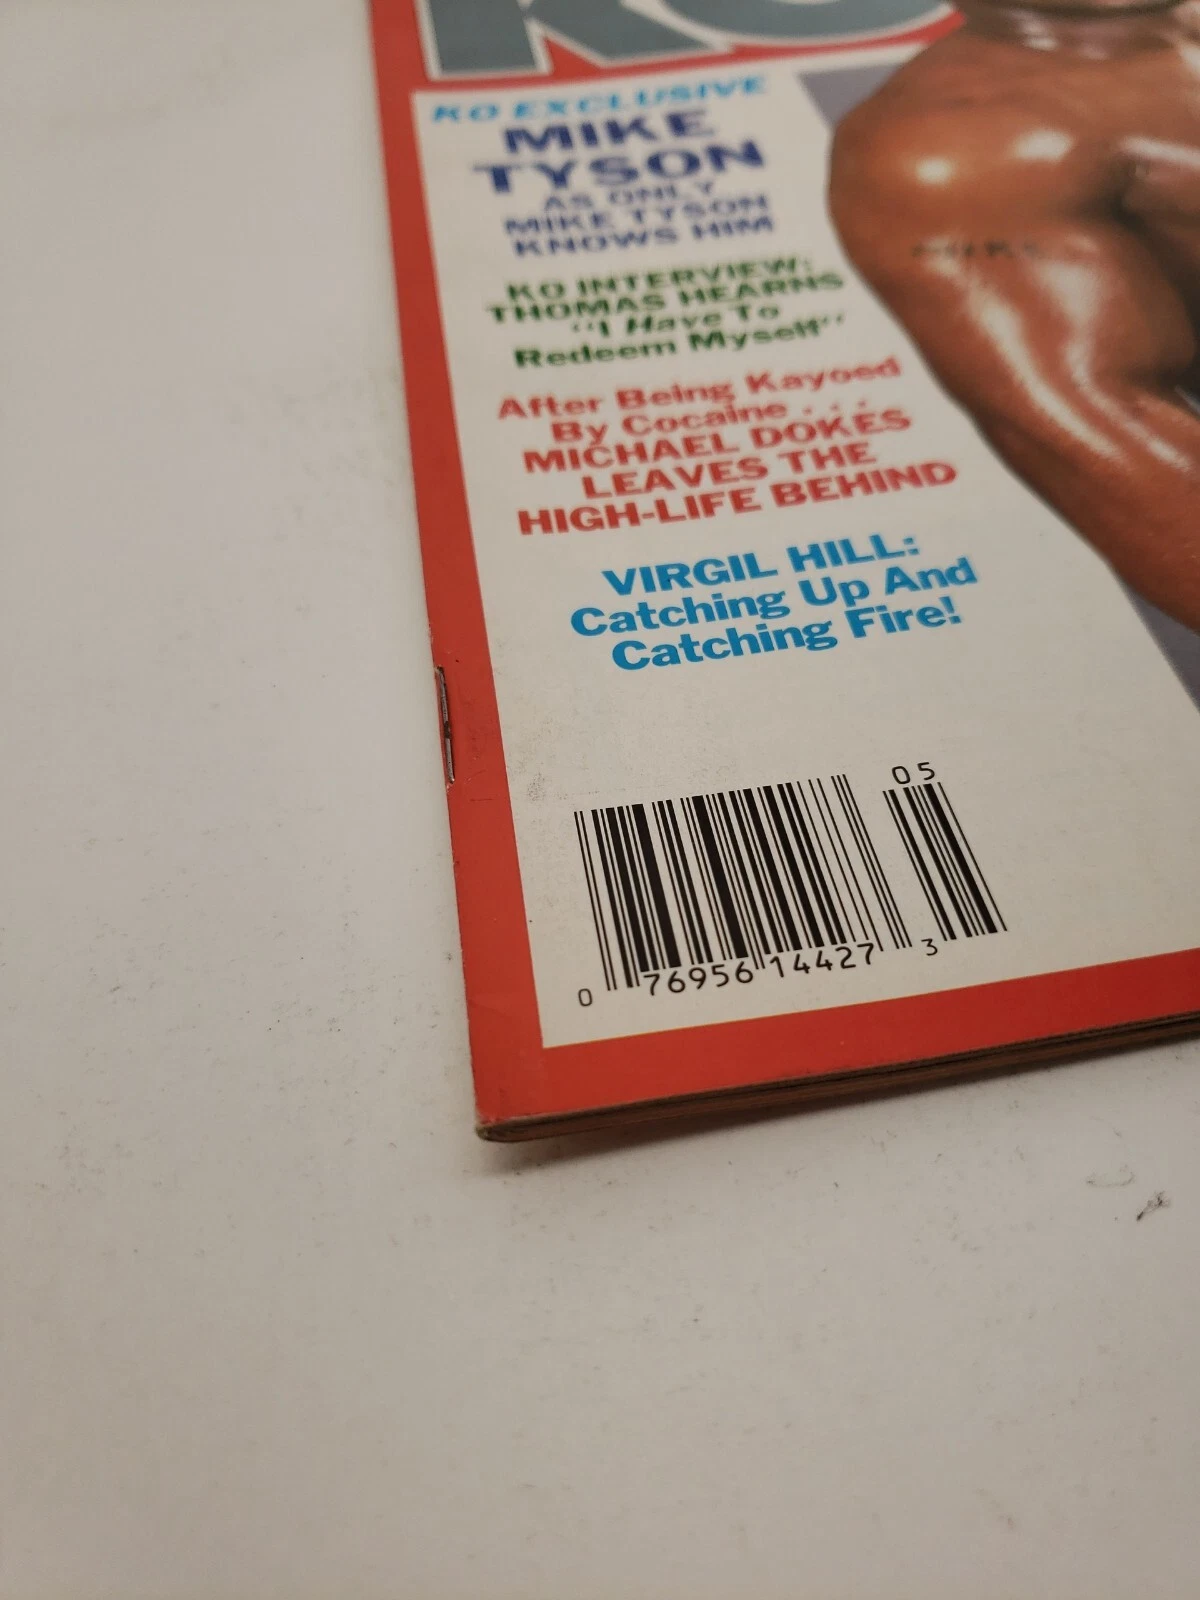 KO
KO EXCLUSIVE
MIKE
TYSON
AS ONLY
MIKE TYSON
KNOWS HIM
KO INTERVIEW:
THOMAS HEARNS
"I Have To
Redeem Myself"
After Being Kayoed
By Cocaine . . .
MICHAEL DOKES
LEAVES THE
HIGH-LIFE BEHIND
VIRGIL HILL:
Catching Up And
Catching Fire!
05
0 76956 14427 3